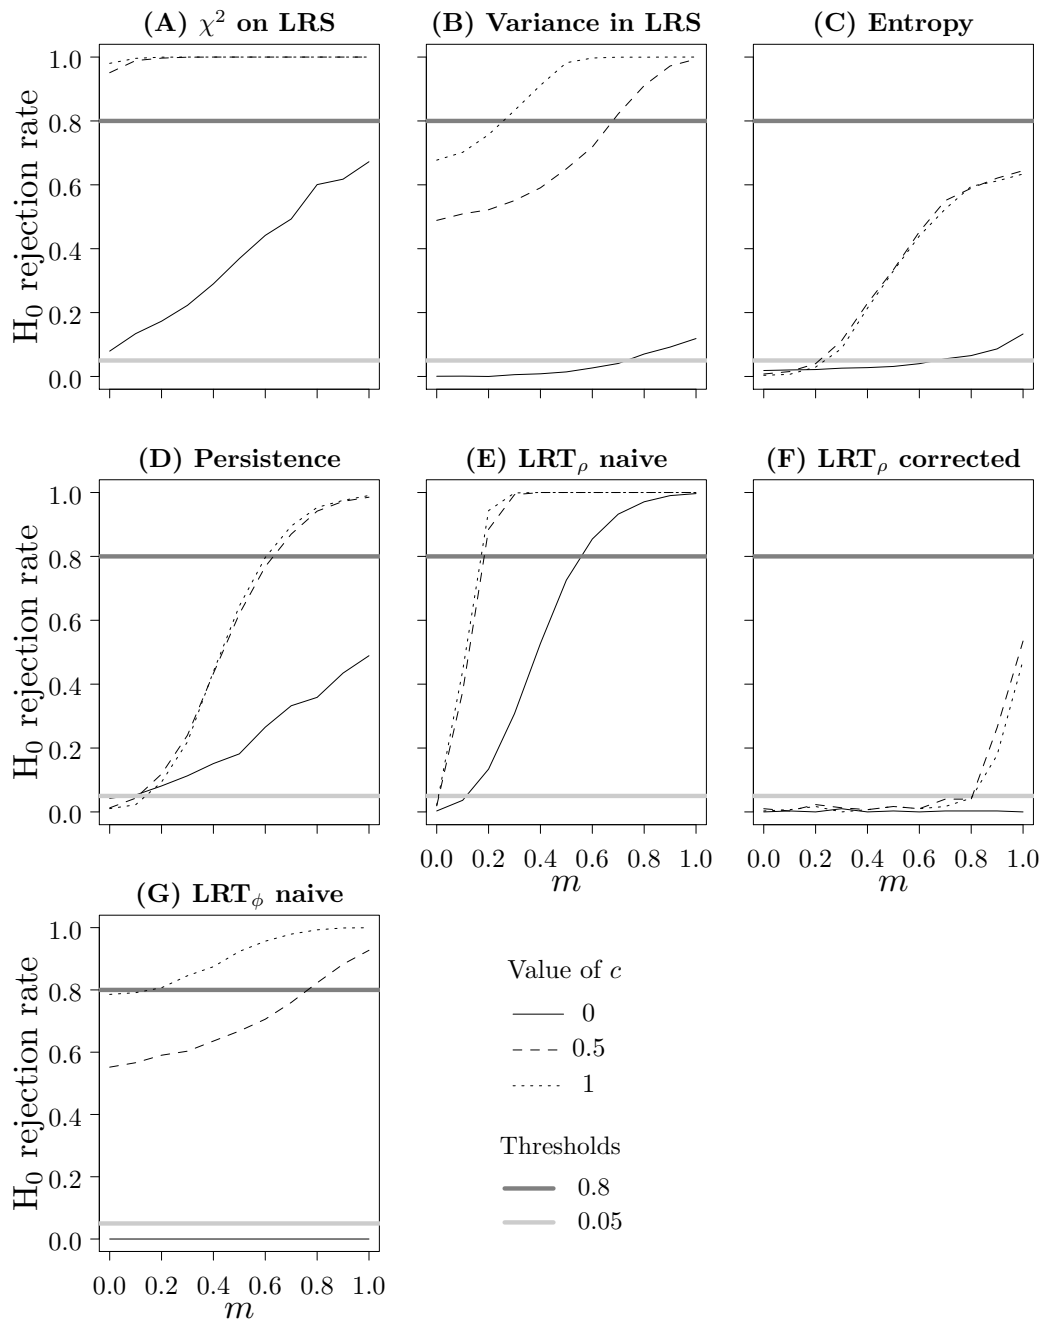 (A) χ² on LRS
(B) Variance in LRS
(C) Entropy
H₀ rejection rate
1.0
0.8
0.6
0.4
0.2
0.0
(D) Persistence
(E) LRTρ naive
(F) LRTρ corrected
H₀ rejection rate
1.0
0.8
0.6
0.4
0.2
0.0
0.0 0.2 0.4 0.6 0.8 1.0
m
0.0 0.2 0.4 0.6 0.8 1.0
m
(G) LRTϕ naive
H₀ rejection rate
1.0
0.8
0.6
0.4
0.2
0.0
0.0 0.2 0.4 0.6 0.8 1.0
m
Value of c
0
0.5
1
Thresholds
0.8
0.05